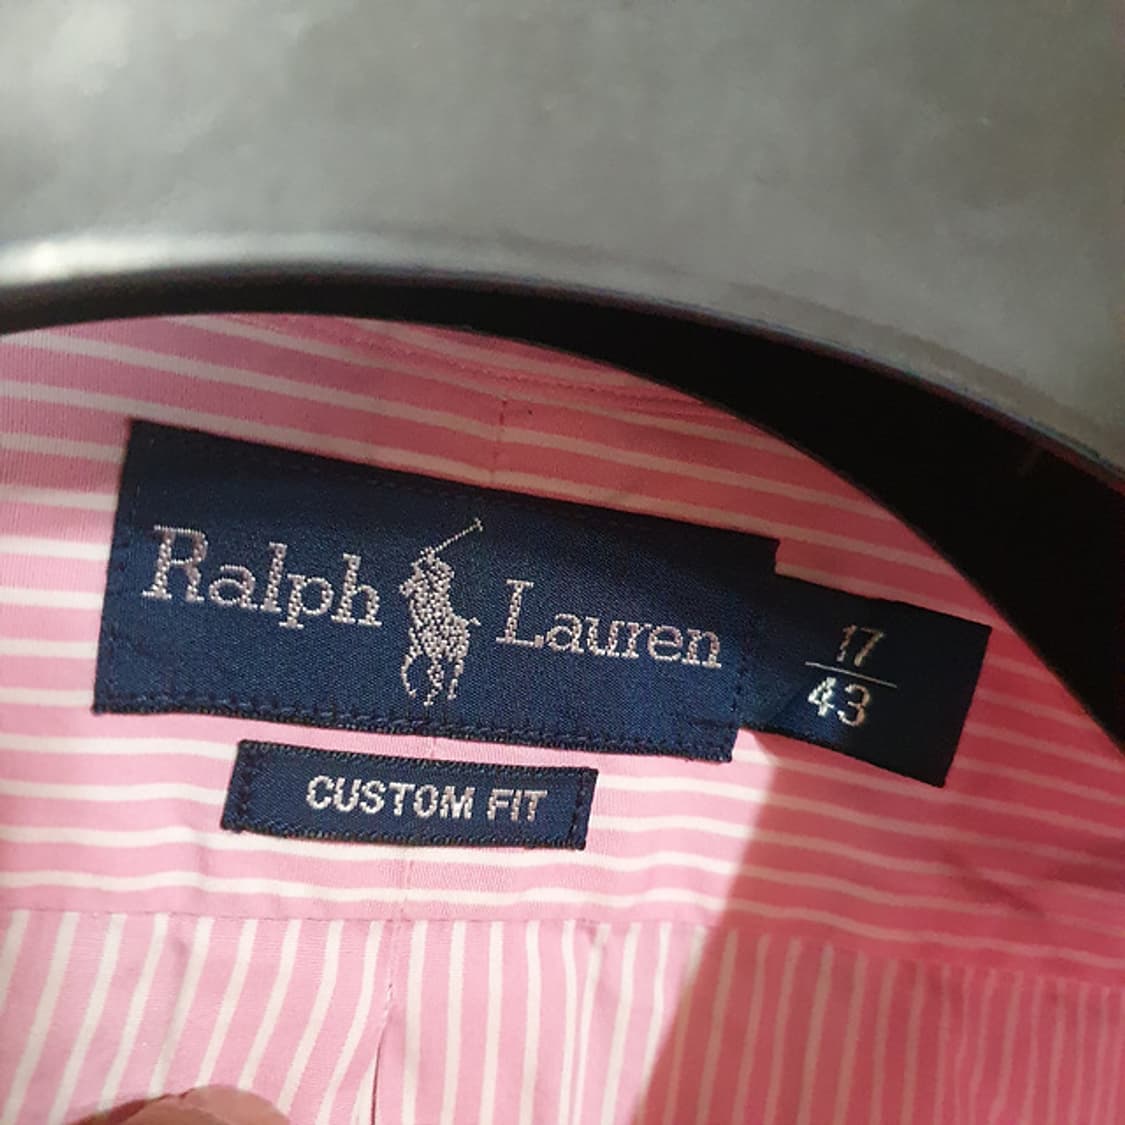 Ralph Lauren
17
43
CUSTOM FIT